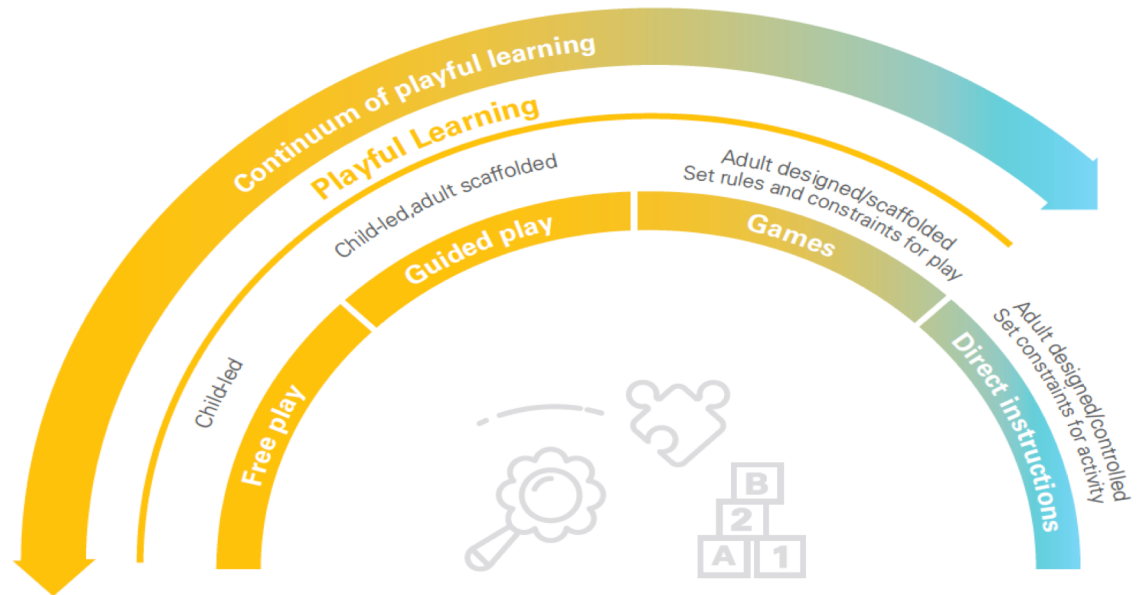 Continuum of playful learning
Playful Learning
Child-led
Child-led,adult scaffolded
Adult designed/scaffolded
Set rules and constraints for play
Adult designed/controlled
Set constraints for activity
Free play
Guided play
Games
Direct instructions
B
2
A 1